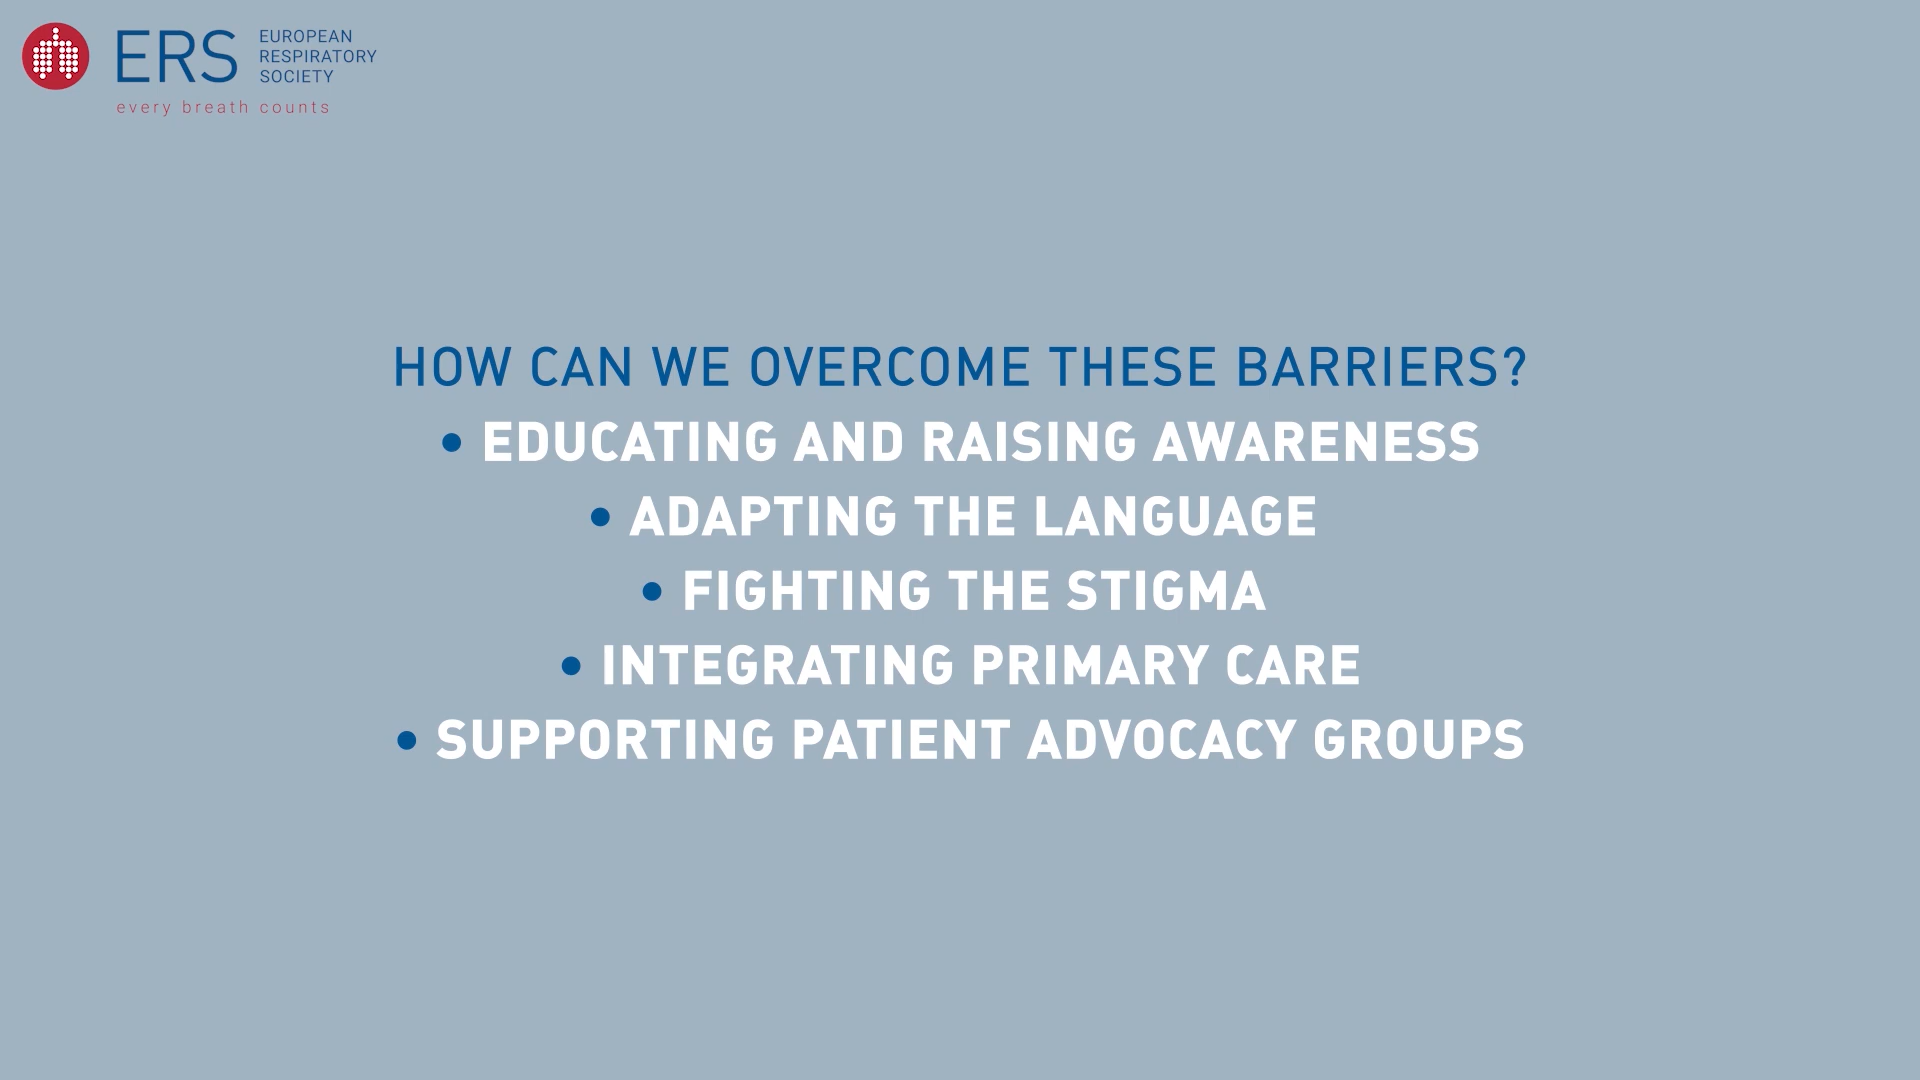 ERS
EUROPEAN
RESPIRATORY
SOCIETY
every breath counts
HOW CAN WE OVERCOME THESE BARRIERS?
• EDUCATING AND RAISING AWARENESS
• ADAPTING THE LANGUAGE
• FIGHTING THE STIGMA
• INTEGRATING PRIMARY CARE
• SUPPORTING PATIENT ADVOCACY GROUPS